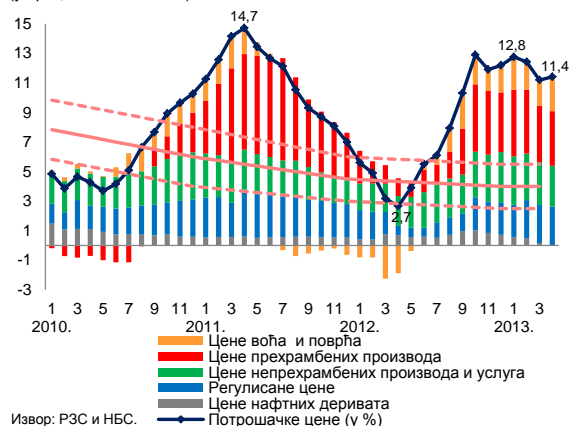 15
14,7
12,8
13
11,4
11
9
7
5
3
2,7
1
-1
-3
1 3 5 7 9 11 1 3 5 7 9 11 1 3 5 7 9 11 1 3
2010. 2011. 2012. 2013.
Цене воћа и поврћа
Цене прехрамбених производа
Цене непрехрамбених производа и услуга
Регулисане цене
Цене нафтних деривата
Потрошачке цене (у %)
Извор: РЗС и НБС.